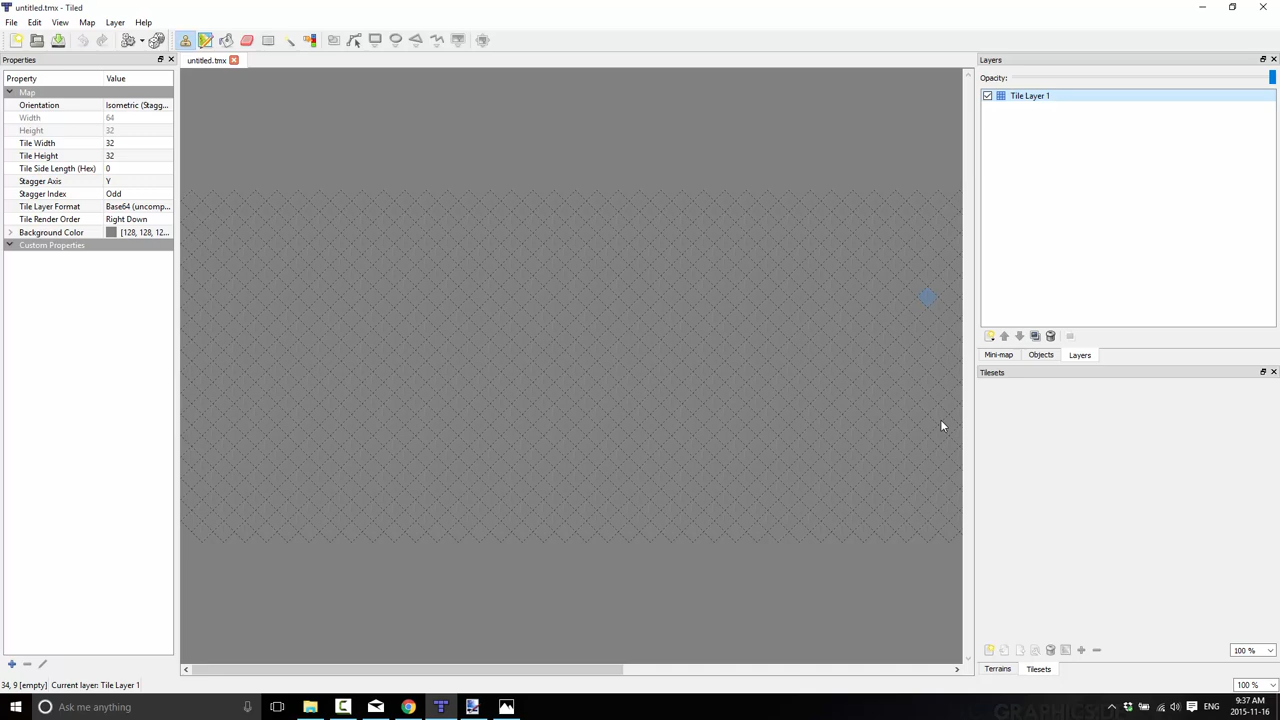 untitled.tmx - Tiled
File Edit View Map Layer Help
Properties
untitled.tmx
Layers
Property Value
Opacity:
Map
Tile Layer 1
Orientation Isometric (Stagg...
Width 64
Height 32
Tile Width 32
Tile Height 32
Tile Side Length (Hex) 0
Stagger Axis Y
Stagger Index Odd
Tile Layer Format Base64 (uncomp...
Tile Render Order Right Down
Background Color [128, 128, 12...
Custom Properties
Mini-map Objects Layers
Tilesets
100 %
Terrains Tilesets
34, 9 [empty] Current layer: Tile Layer 1
100 %
Ask me anything
ENG
9:37 AM
2015-11-16